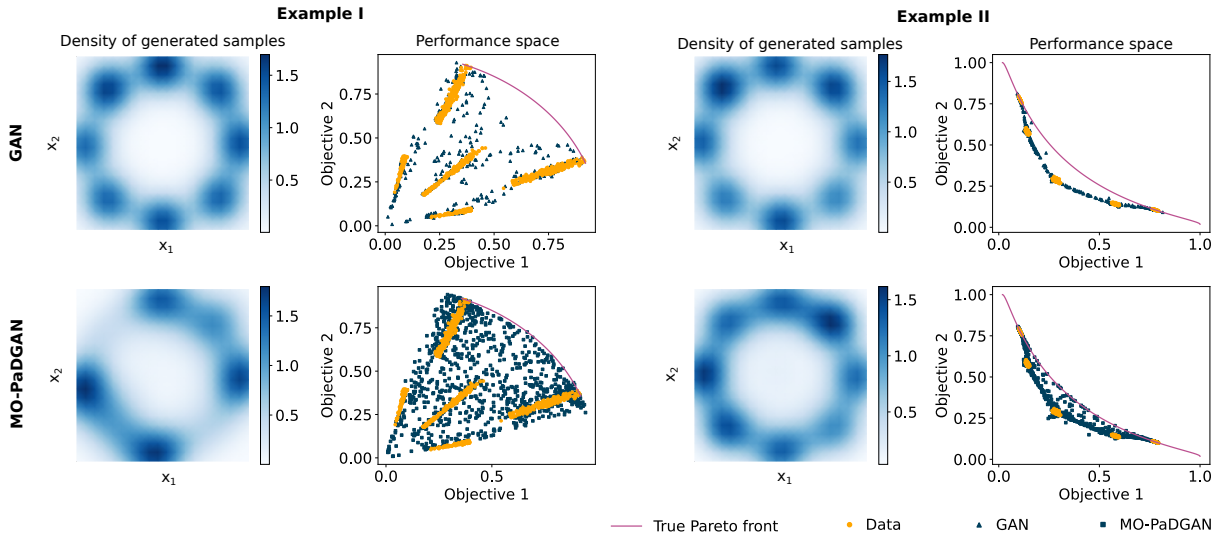 Example I
Example II
Density of generated samples
Performance space
Density of generated samples
Performance space
GAN
x2
x1
1.5
1.0
0.5
Objective 2
0.75
0.50
0.25
0.00
0.0 0.25 0.50 0.75
Objective 1
x2
x1
1.5
1.0
0.5
Objective 2
1.00
0.75
0.50
0.25
0.00
0.0 0.5 1.0
Objective 1
MO-PaDGAN
x2
x1
1.5
1.0
0.5
Objective 2
0.75
0.50
0.25
0.00
0.5
Objective 1
x2
x1
1.5
1.0
0.5
Objective 2
1.00
0.75
0.50
0.25
0.00
0.0 0.5 1.0
Objective 1
True Pareto front
Data
GAN
MO-PaDGAN